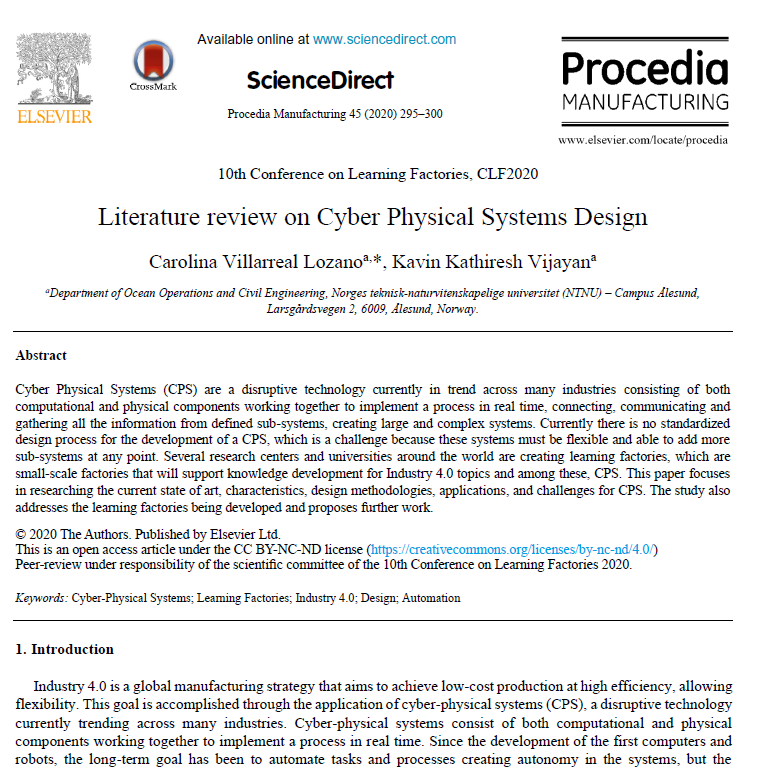 Available online at www.sciencedirect.com
ScienceDirect
Procedia Manufacturing 45 (2020) 295–300
ELSEVIER
CrossMark
Procedia
MANUFACTURING
www.elsevier.com/locate/procedia
10th Conference on Learning Factories, CLF2020
Literature review on Cyber Physical Systems Design
Carolina Villarreal Lozanoa,*, Kavin Kathiresh Vijayana
aDepartment of Ocean Operations and Civil Engineering, Norges teknisk-naturvitenskapelige universitet (NTNU) – Campus Ålesund,
Larsgårdsvegen 2, 6009, Ålesund, Norway.
Abstract
Cyber Physical Systems (CPS) are a disruptive technology currently in trend across many industries consisting of both
computational and physical components working together to implement a process in real time, connecting, communicating and
gathering all the information from defined sub-systems, creating large and complex systems. Currently there is no standardized
design process for the development of a CPS, which is a challenge because these systems must be flexible and able to add more
sub-systems at any point. Several research centers and universities around the world are creating learning factories, which are
small-scale factories that will support knowledge development for Industry 4.0 topics and among these, CPS. This paper focuses
in researching the current state of art, characteristics, design methodologies, applications, and challenges for CPS. The study also
addresses the learning factories being developed and proposes further work.
© 2020 The Authors. Published by Elsevier Ltd.
This is an open access article under the CC BY-NC-ND license (https://creativecommons.org/licenses/by-nc-nd/4.0/)
Peer-review under responsibility of the scientific committee of the 10th Conference on Learning Factories 2020.
Keywords: Cyber-Physical Systems; Learning Factories; Industry 4.0; Design; Automation
1. Introduction
Industry 4.0 is a global manufacturing strategy that aims to achieve low-cost production at high efficiency, allowing
flexibility. This goal is accomplished through the application of cyber-physical systems (CPS), a disruptive technology
currently trending across many industries. Cyber-physical systems consist of both computational and physical
components working together to implement a process in real time. Since the development of the first computers and
robots, the long-term goal has been to automate tasks and processes creating autonomy in the systems, but the